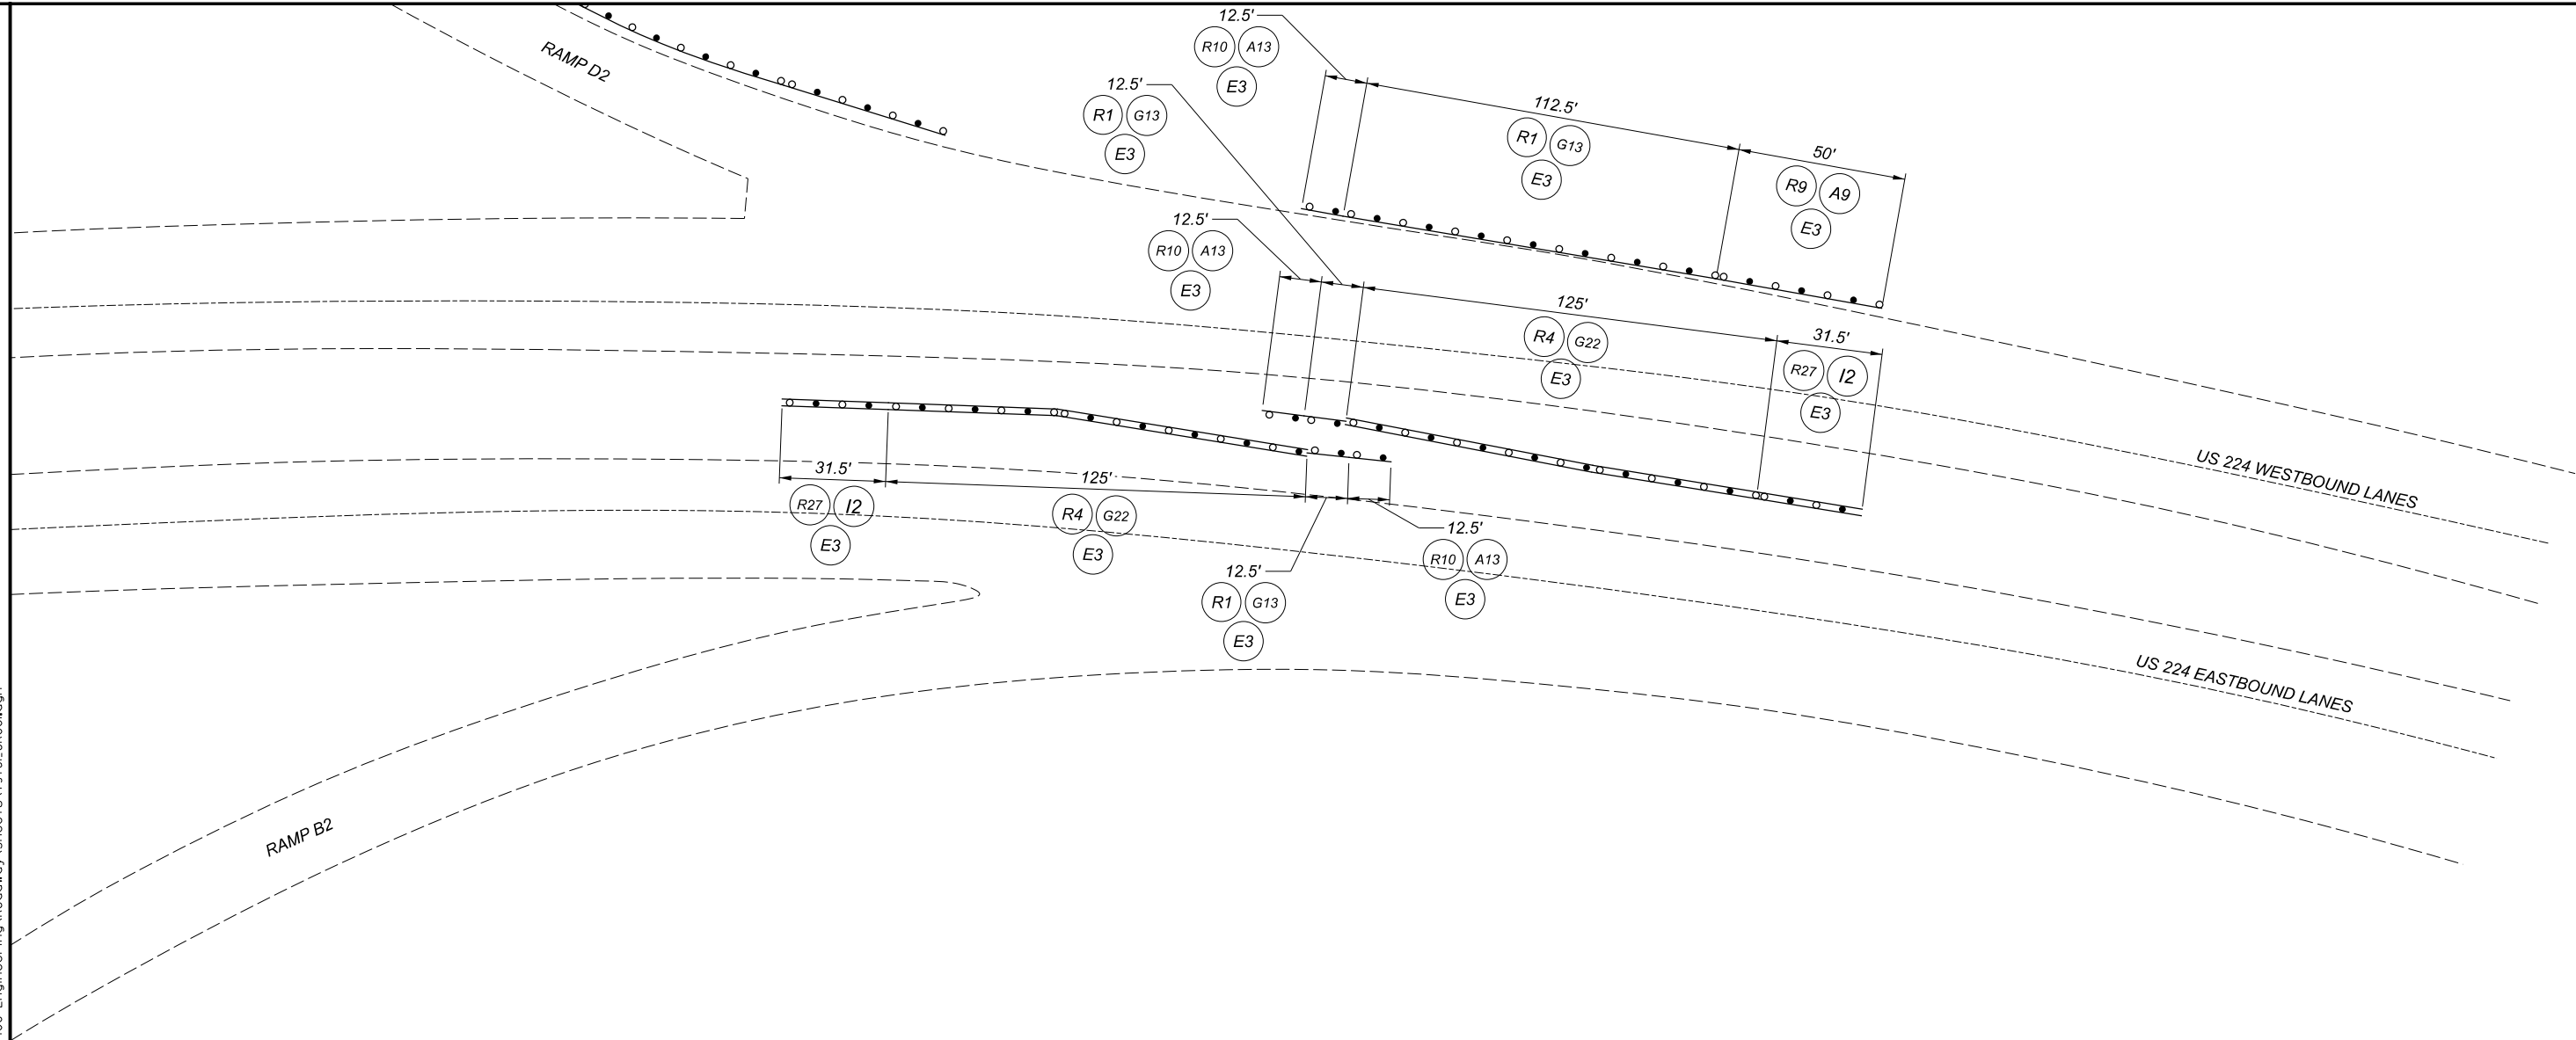 RAMP D2
12.5'
R10 A13
E3
12.5'
R1 G13
E3
112.5'
R1 G13
E3
50'
R9 A9
E3
12.5'
R10 A13
E3
125'
R4 G22
E3
31.5'
R27 I2
E3
31.5'
R27 I2
E3
125'
R4 G22
E3
12.5'
R1 G13
E3
12.5'
R10 A13
E3
US 224 WESTBOUND LANES
US 224 EASTBOUND LANES
RAMP B2